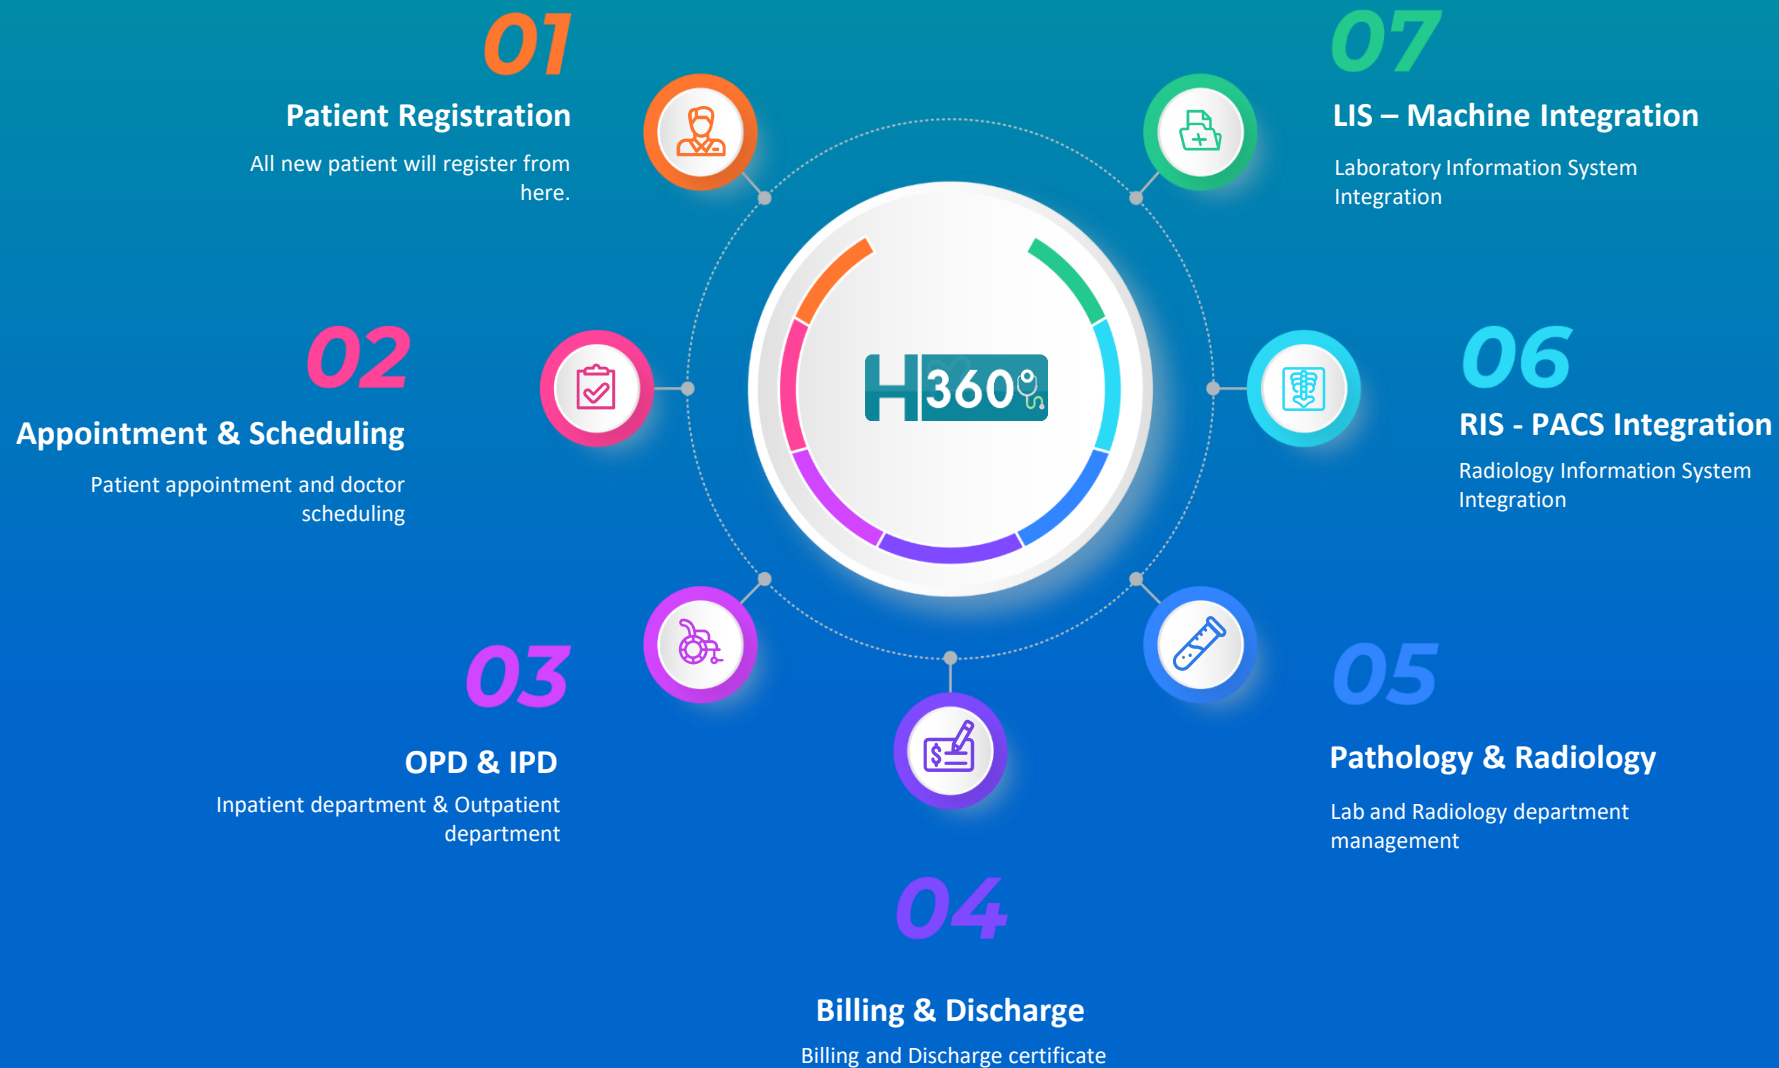 01
Patient Registration
All new patient will register from
here.
02
Appointment & Scheduling
Patient appointment and doctor
scheduling
03
OPD & IPD
Inpatient department & Outpatient
department
04
Billing & Discharge
Billing and Discharge certificate
05
Pathology & Radiology
Lab and Radiology department
management
06
RIS - PACS Integration
Radiology Information System
Integration
07
LIS – Machine Integration
Laboratory Information System
Integration
H 360°